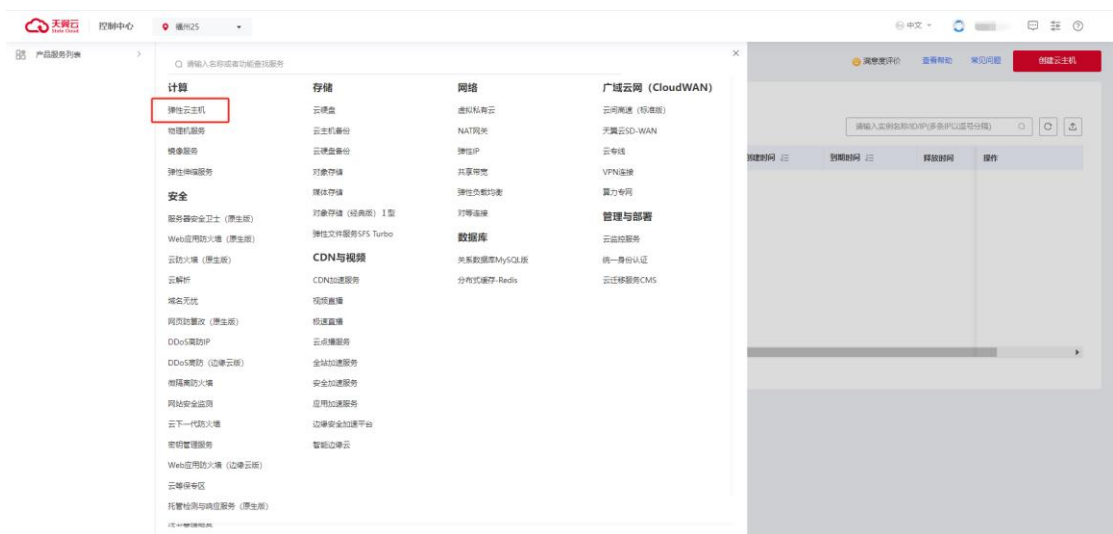 天翼云
State Cloud
控制中心
福州25
中文
产品服务列表
请输入名称或者功能查找服务
满意度评价
查看帮助
常见问题
创建云主机
请输入实例名称/ID/IP(多条IP以逗号分隔)
创建时间
到期时间
释放时间
操作
计算
弹性云主机
物理机服务
镜像服务
弹性伸缩服务
安全
服务器安全卫士（原生版）
Web应用防火墙（原生版）
云防火墙（原生版）
云解析
域名无忧
网页防篡改（原生版）
DDoS高防IP
DDoS高防（边缘云版）
微隔离防火墙
网站安全监测
云下一代防火墙
密钥管理服务
Web应用防火墙（边缘云版）
云等保专区
托管检测与响应服务（原生版）
存储
云硬盘
云主机备份
云硬盘备份
对象存储
媒体存储
对象存储（经典版）I型
弹性文件服务SFS Turbo
CDN与视频
CDN加速服务
视频直播
极速直播
云点播服务
全站加速服务
安全加速服务
应用加速服务
边缘安全加速平台
智能边缘云
网络
虚拟私有云
NAT网关
弹性IP
共享带宽
弹性负载均衡
对等连接
数据库
关系数据库MySQL版
分布式缓存-Redis
广域云网（CloudWAN）
云间高速（标准版）
天翼云SD-WAN
云专线
VPN连接
算力专网
管理与部署
云监控服务
统一身份认证
云迁移服务CMS